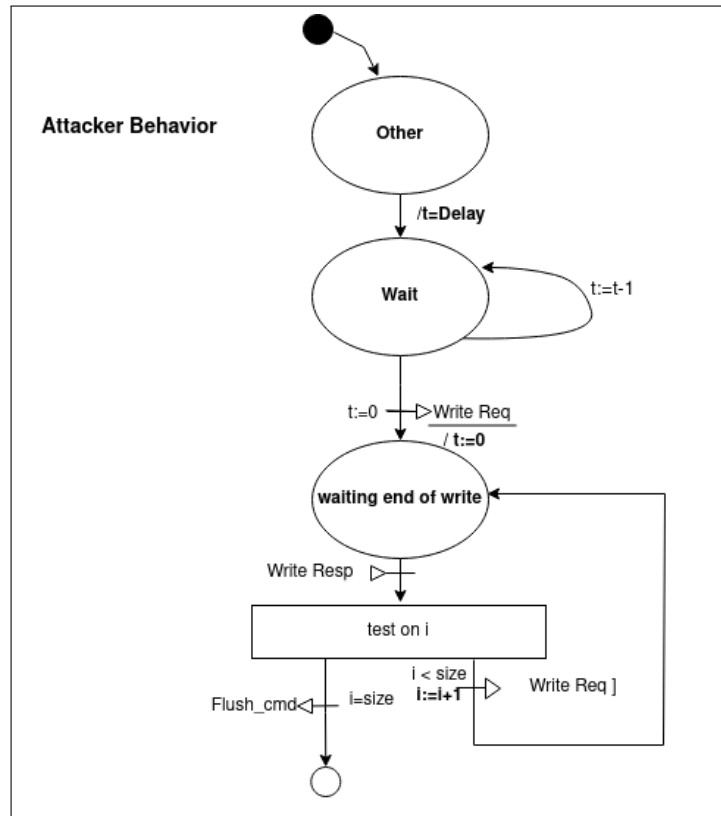 Attacker Behavior
Other
/t=Delay
Wait
t:=t-1
t:=0
Write Req
/ t:=0
waiting end of write
Write Resp
test on i
i < size
i:=i+1
Write Req ]
Flush_cmd
i=size